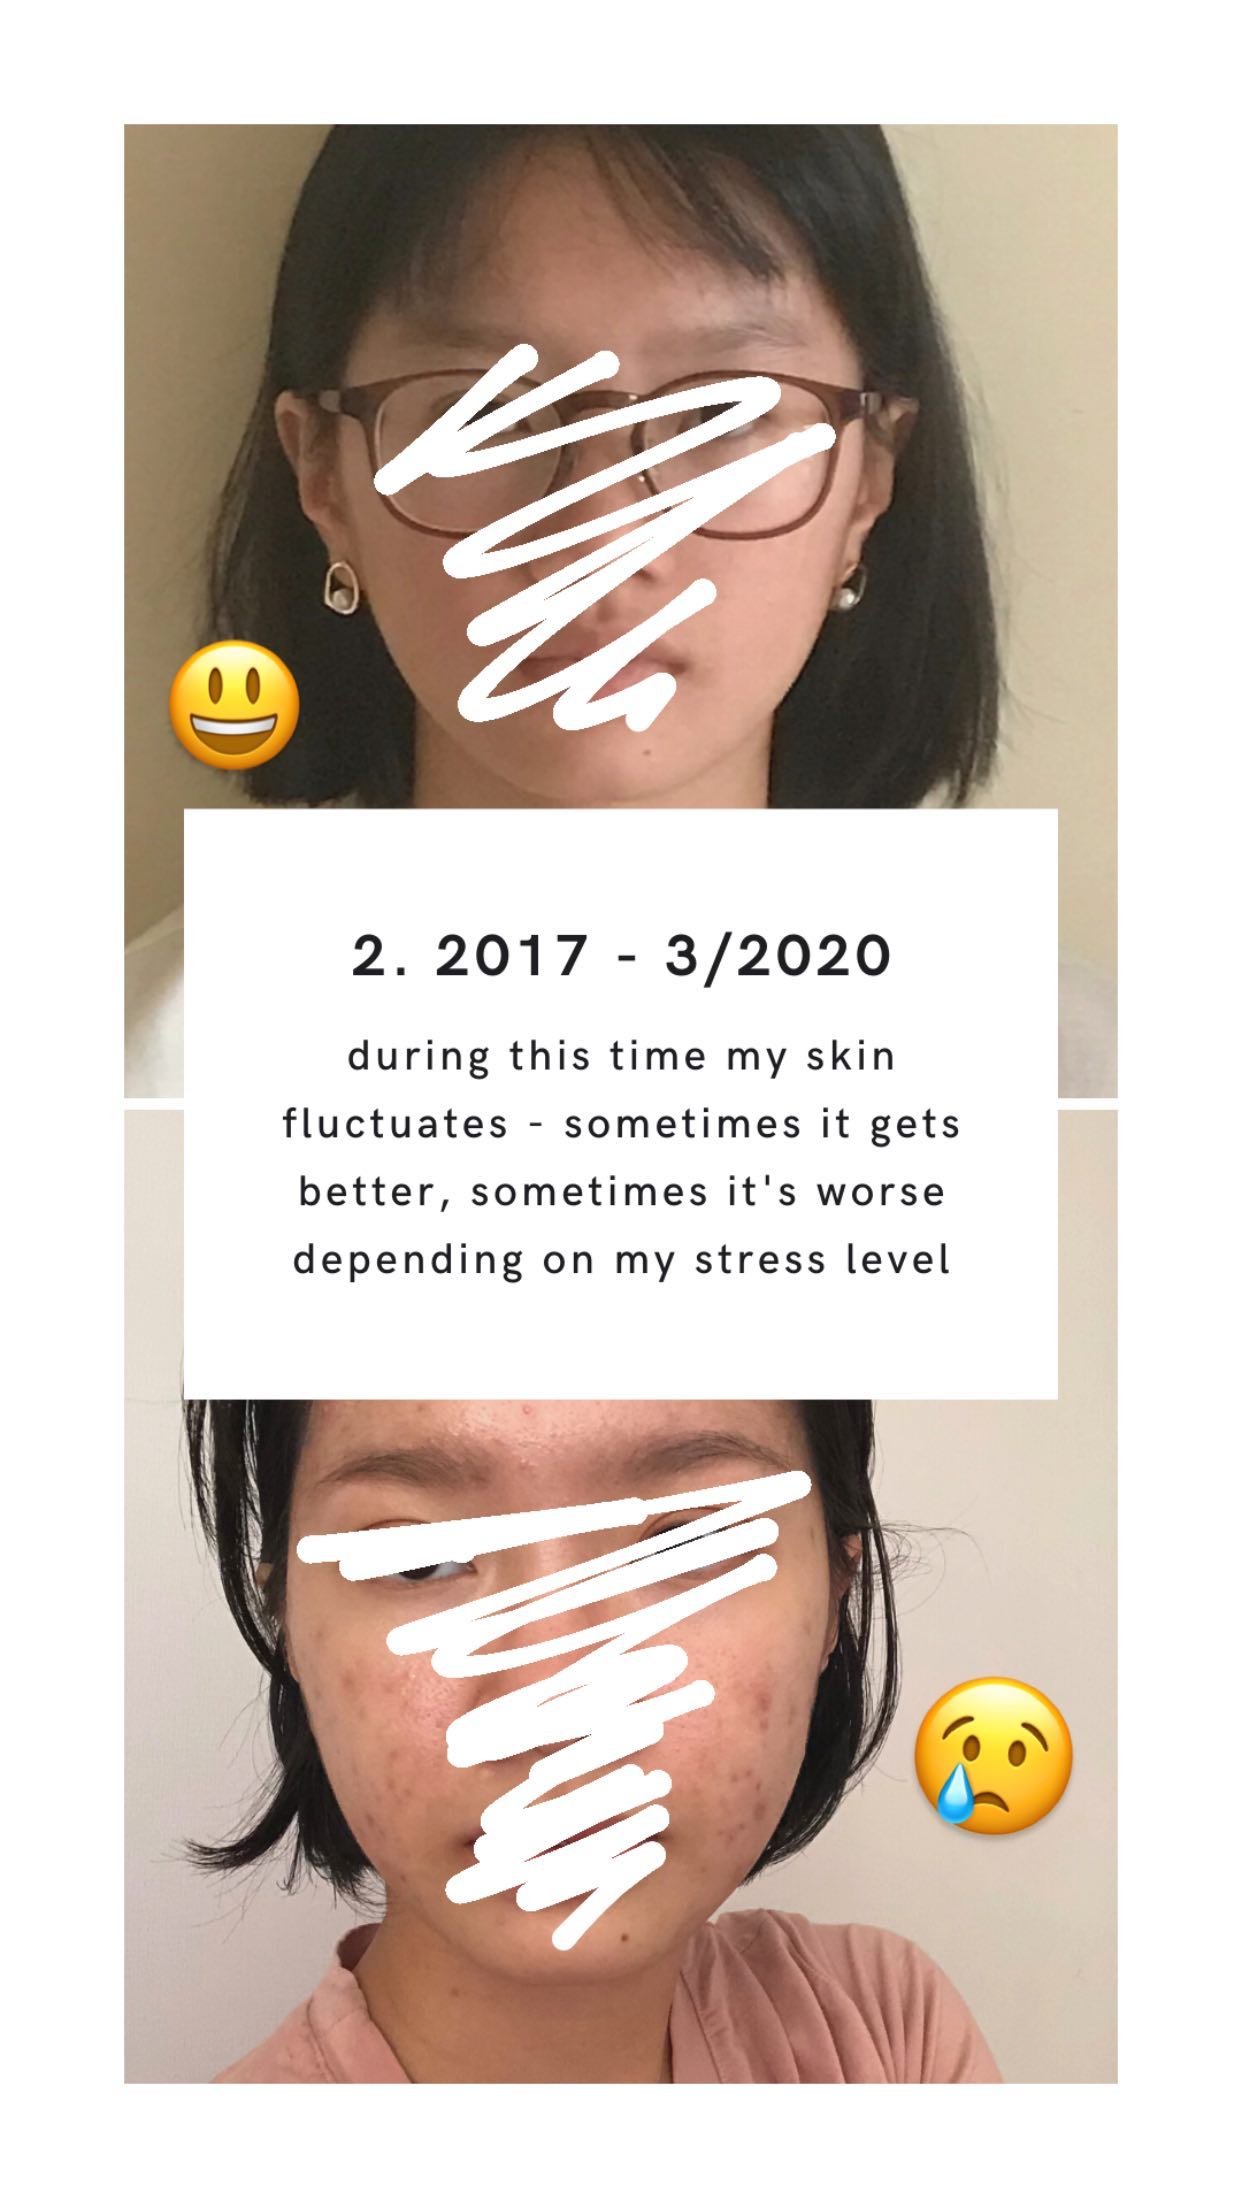 2. 2017 - 3/2020
during this time my skin
fluctuates - sometimes it gets
better, sometimes it's worse
depending on my stress level